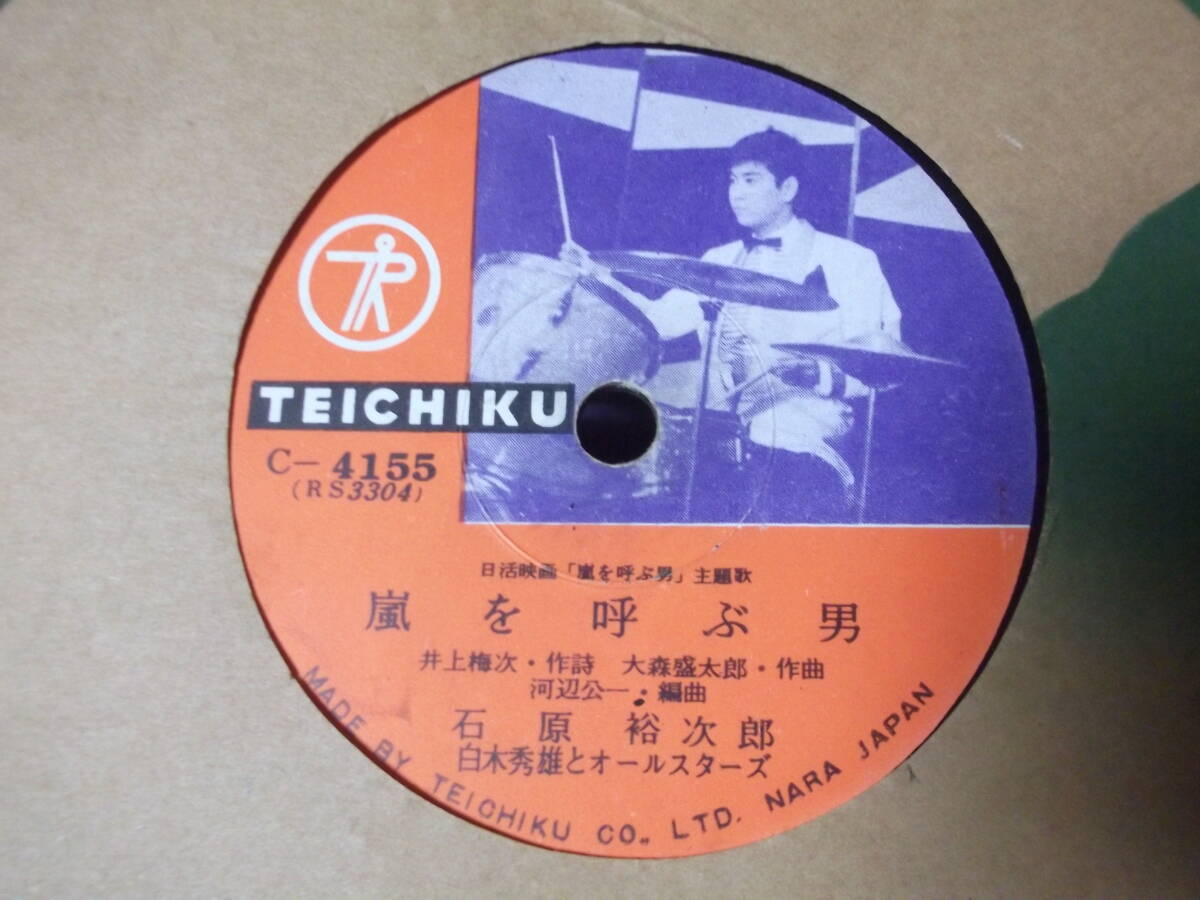 TEICHIKU
C-4155
(RS3304)
日活映画「嵐を呼ぶ男」主題歌
嵐を呼ぶ男
井上梅次・作詩 大森盛太郎・作曲
河辺公一・編曲
石原裕次郎
白木秀雄とオールスターズ
MADE BY TEICHIKU CO., LTD. NARA JAPAN